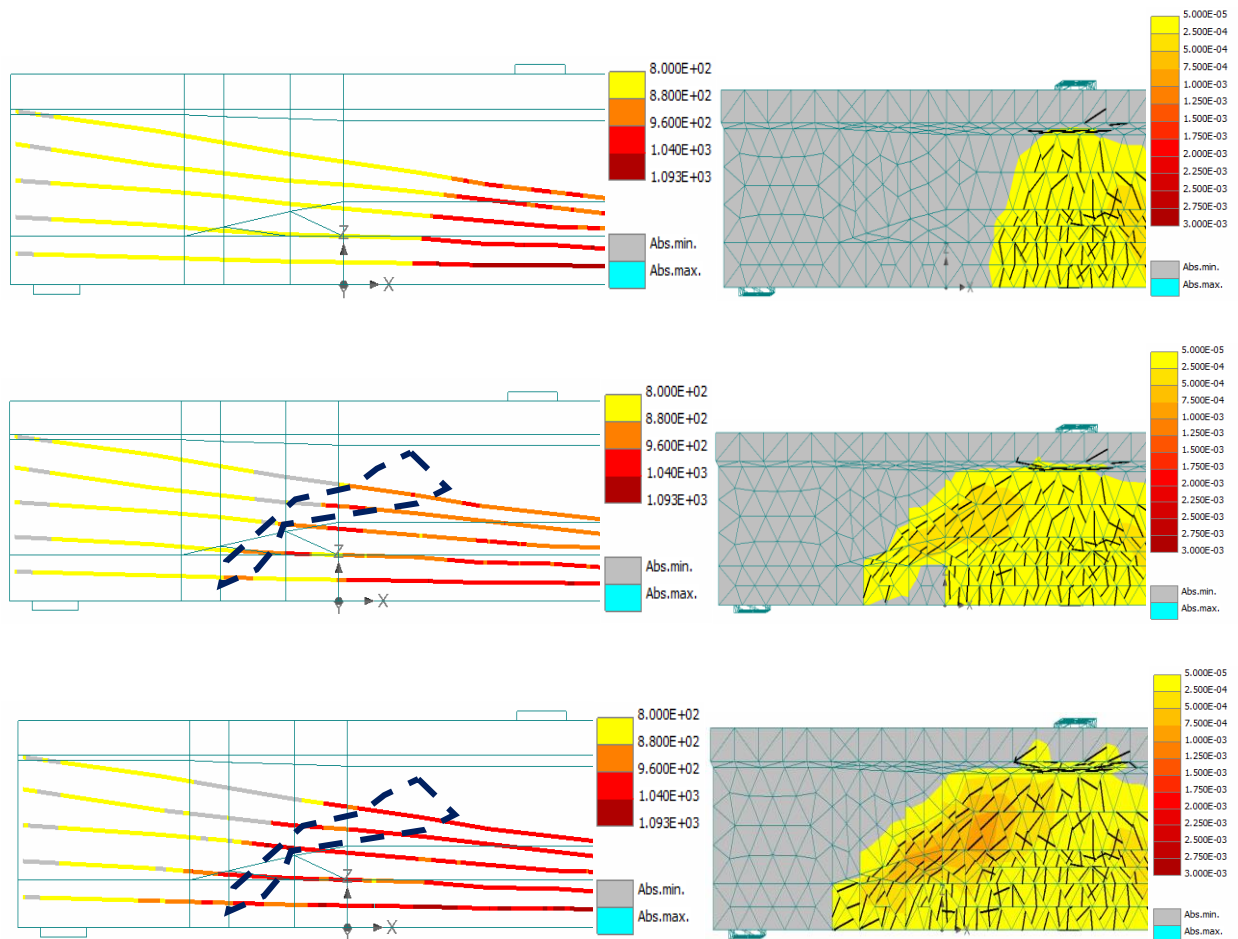 8.000E+02
8.800E+02
9.600E+02
1.040E+03
1.093E+03
Abs.min.
Abs.max.
Z
X
Y
5.000E-05
2.500E-04
5.000E-04
7.500E-04
1.000E-03
1.250E-03
1.500E-03
1.750E-03
2.000E-03
2.250E-03
2.500E-03
2.750E-03
3.000E-03
Abs.min.
Abs.max.
X
8.000E+02
8.800E+02
9.600E+02
1.040E+03
1.093E+03
Abs.min.
Abs.max.
Z
X
Y
5.000E-05
2.500E-04
5.000E-04
7.500E-04
1.000E-03
1.250E-03
1.500E-03
1.750E-03
2.000E-03
2.250E-03
2.500E-03
2.750E-03
3.000E-03
Abs.min.
Abs.max.
X
8.000E+02
8.800E+02
9.600E+02
1.040E+03
1.093E+03
Abs.min.
Abs.max.
Z
X
Y
5.000E-05
2.500E-04
5.000E-04
7.500E-04
1.000E-03
1.250E-03
1.500E-03
1.750E-03
2.000E-03
2.250E-03
2.500E-03
2.750E-03
3.000E-03
Abs.min.
Abs.max.
X